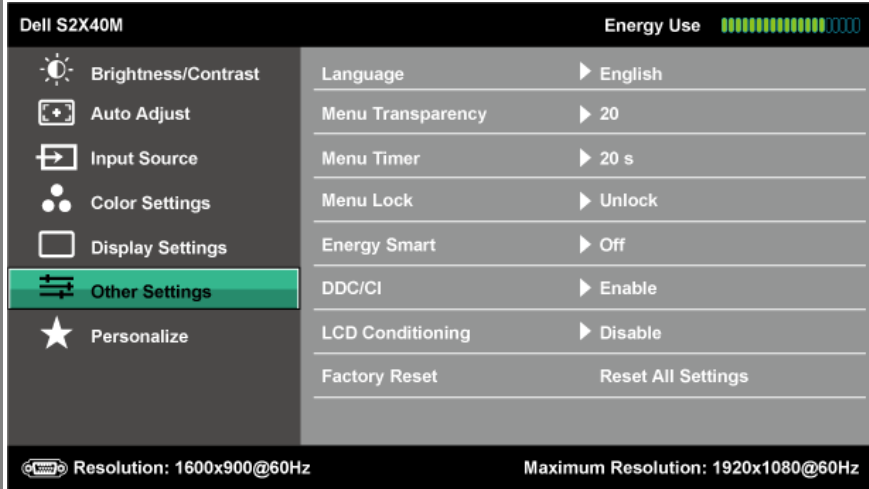 Dell S2X40M Energy Use
Brightness/Contrast Language English
Auto Adjust Menu Transparency 20
Input Source Menu Timer 20 s
Color Settings Menu Lock Unlock
Display Settings Energy Smart Off
Other Settings DDC/CI Enable
Personalize LCD Conditioning Disable
Factory Reset Reset All Settings
Resolution: 1600x900@60Hz Maximum Resolution: 1920x1080@60Hz